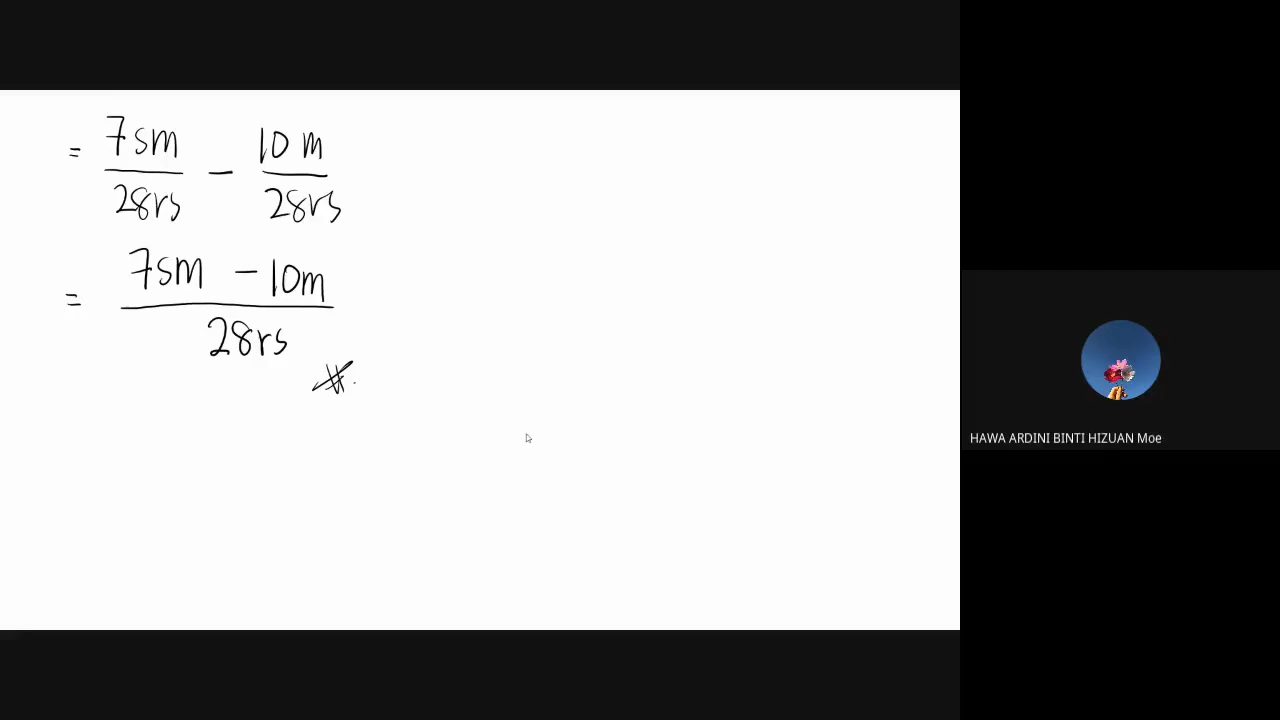 = 7sm/28rs - 10m/28rs
= 7sm - 10m/28rs
#.
HAWA ARDINI BINTI HIZUAN Moe